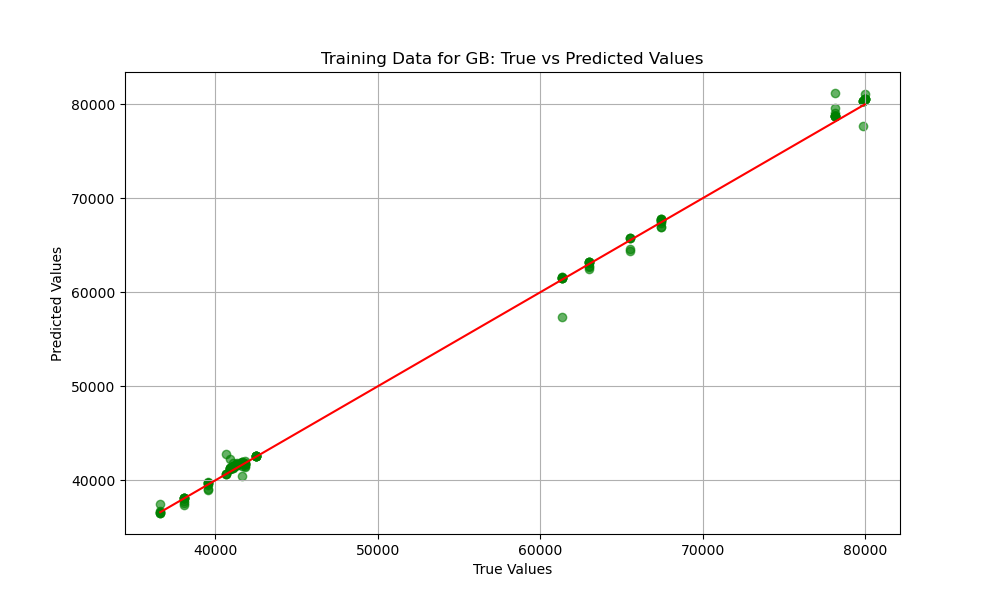 Training Data for GB: True vs Predicted Values
80000
70000
60000
50000
40000
Predicted Values
40000 50000 60000 70000 80000
True Values